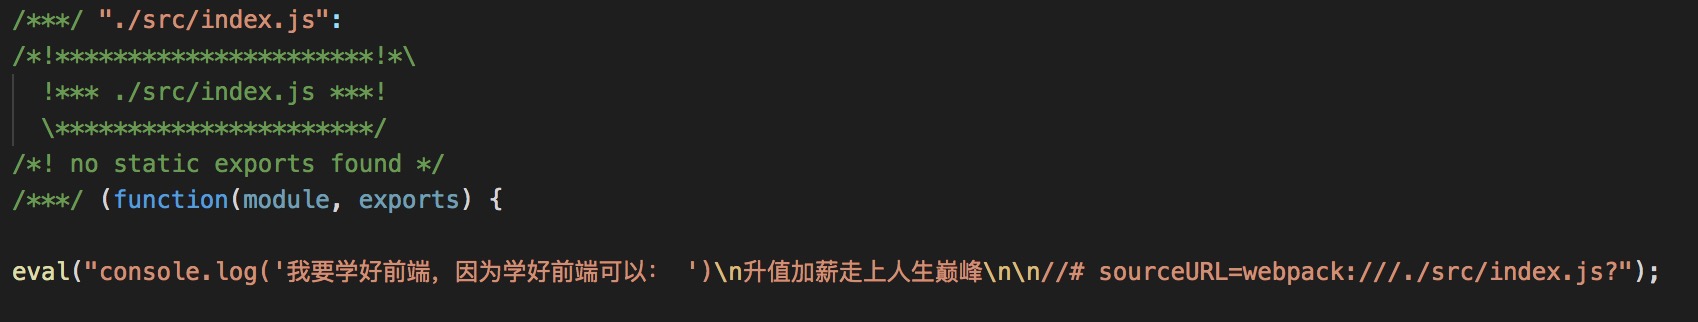 /***/ "./src/index.js":
/*!**********************!*\
  !*** ./src/index.js ***!
  \**********************/
/*! no static exports found */
/***/ (function(module, exports) {
eval("console.log('我要学好前端，因为学好前端可以： ')\n升值加薪走上人生巅峰\n\n//# sourceURL=webpack:///./src/index.js?");